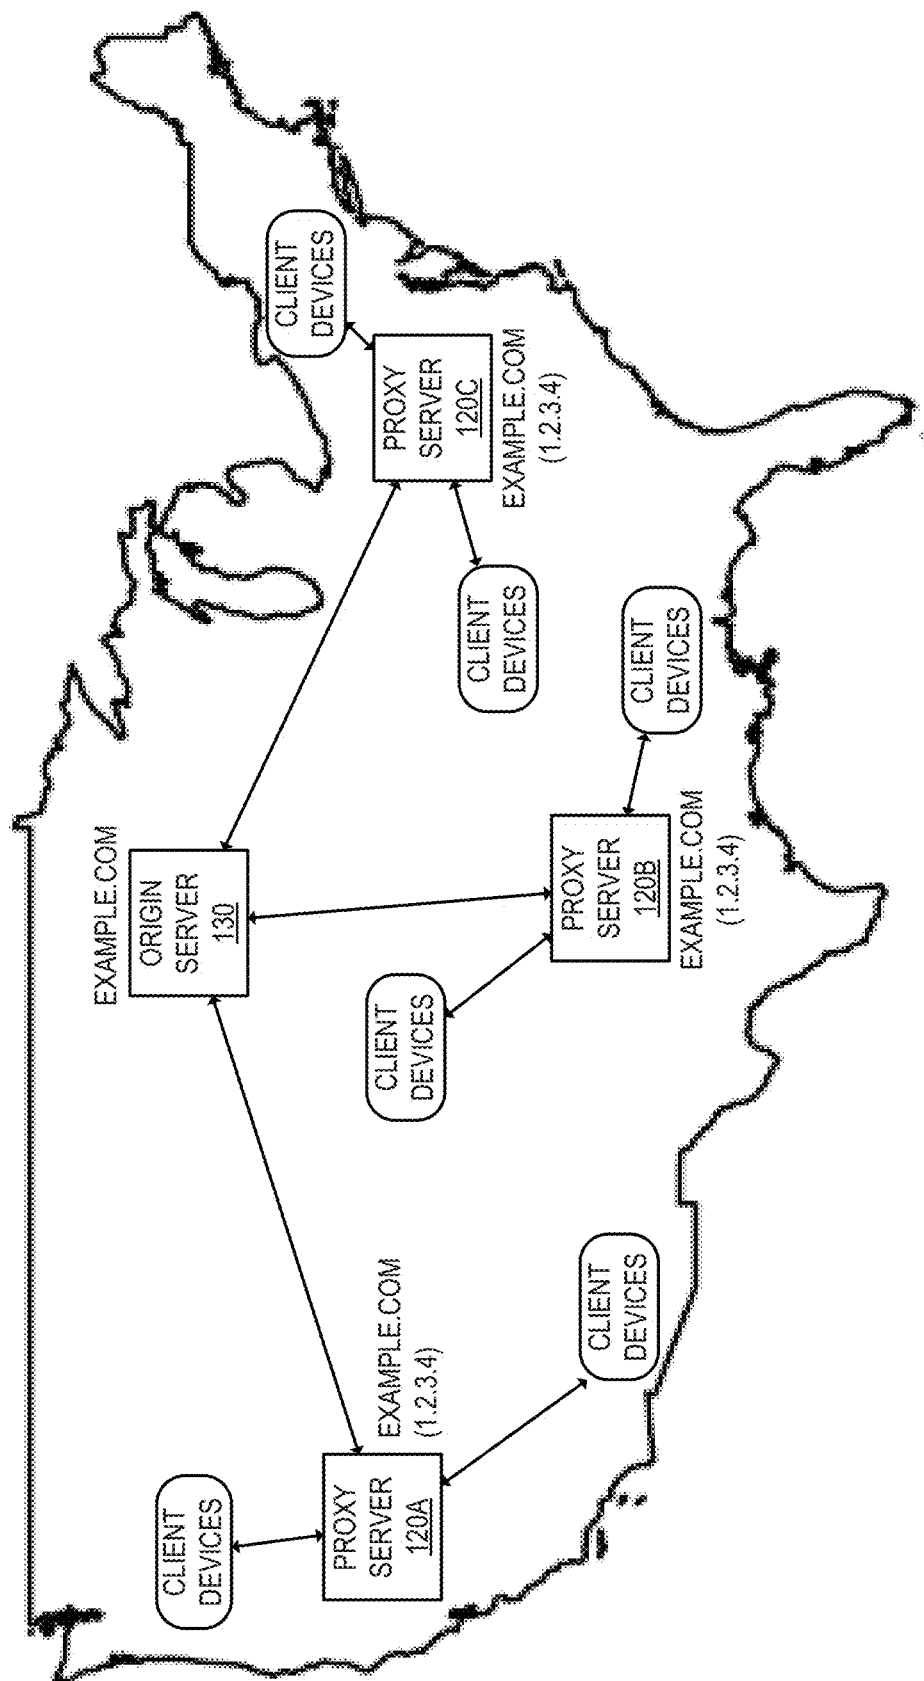 EXAMPLE.COM
ORIGIN
SERVER
130
CLIENT
DEVICES
PROXY
SERVER
120A
EXAMPLE.COM
(1.2.3.4)
CLIENT
DEVICES
CLIENT
DEVICES
PROXY
SERVER
120B
EXAMPLE.COM
(1.2.3.4)
CLIENT
DEVICES
CLIENT
DEVICES
PROXY
SERVER
120C
EXAMPLE.COM
(1.2.3.4)
CLIENT
DEVICES